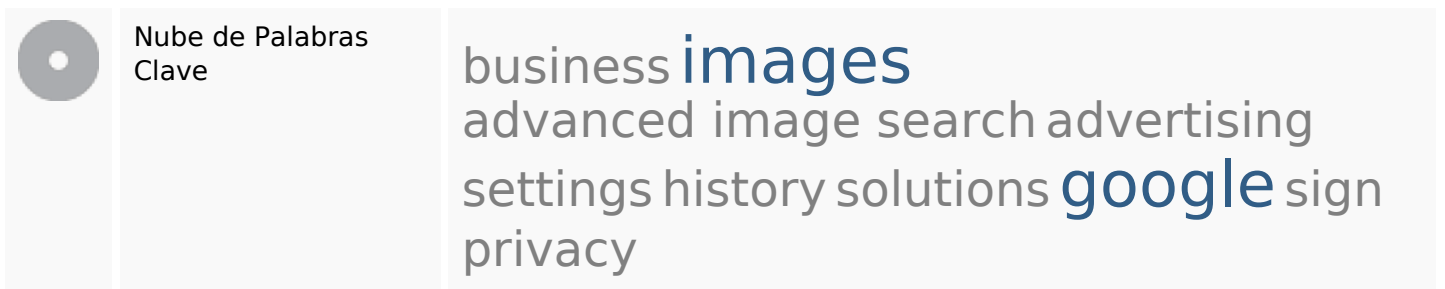 Nube de Palabras
Clave
business images
advanced image search advertising
settings history solutions google sign
privacy